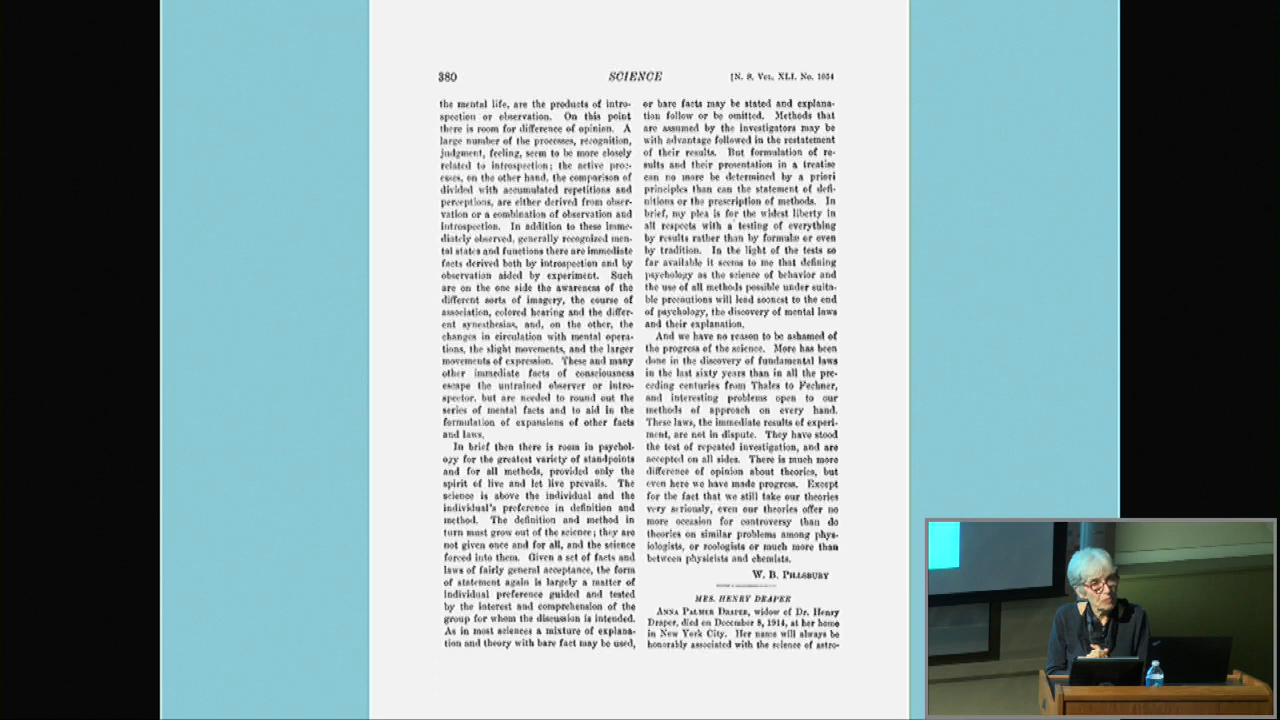 380
SCIENCE
[N. S. Vol. XLI. No. 1054
the mental life, are the products of intro-
spection or observation. On this point
there is room for difference of opinion. A
large number of the processes, recognition,
judgment, feeling, seem to be more closely
related to introspection; the active proc-
esses, on the other hand, the comparison of
divided with accumulated repetitions and
perceptions, are either derived from obser-
vation or a combination of observation and
introspection. In addition to these imme-
diately observed, generally recognized men-
tal states and functions there are immediate
facts derived both by introspection and by
observation aided by experiment. Such
are on the one side the awareness of the
different sorts of imagery, the course of
association, colored hearing and the differ-
ent synesthesias, and, on the other, the
changes in circulation with mental opera-
tions, the slight movements, and the larger
movements of expression. These and many
other immediate facts of consciousness
escape the untrained observer or intro-
spector, but are needed to round out the
series of mental facts and to aid in the
formulation of expansions of other facts
and laws.
In brief then there is room in psychol-
ogy for the greatest variety of standpoints
and for all methods, provided only the
spirit of live and let live prevails. The
science is above the individual and the
individual's preference in definition and
method. The definition and method in
turn must grow out of the science; they are
not given once and for all, and the science
forced into them. Given a set of facts and
laws of fairly general acceptance, the form
of statement again is largely a matter of
individual preference guided and tested
by the interest and comprehension of the
group for whom the discussion is intended.
As in most sciences a mixture of explana-
tion and theory with bare fact may be used,
or bare facts may be stated and explana-
tion follow or be omitted. Methods that
are assumed by the investigators may be
with advantage followed in the restatement
of their results. But formulation of re-
sults and their presentation in a treatise
can no more be determined by a priori
principles than can the statement of defi-
nitions or the prescription of methods. In
brief, my plea is for the widest liberty in
all respects with a testing of everything
by results rather than by formulæ or even
by tradition. In the light of the tests so
far available it seems to me that defining
psychology as the science of behavior and
the use of all methods possible under suita-
ble precautions will lead soonest to the end
of psychology, the discovery of mental laws
and their explanation.
And we have no reason to be ashamed of
the progress of the science. More has been
done in the discovery of fundamental laws
in the last sixty years than in all the pre-
ceding centuries from Thales to Fechner,
and interesting problems open to our
methods of approach on every hand.
These laws, the immediate results of experi-
ment, are not in dispute. They have stood
the test of repeated investigation, and are
accepted on all sides. There is much more
difference of opinion about theories, but
even here we have made progress. Except
for the fact that we still take our theories
very seriously, even our theories offer no
more occasion for controversy than do
theories on similar problems among phys-
iologists, or zoologists or much more than
between physicists and chemists.
W. B. Pillsbury
MRS. HENRY DRAPER
Anna Palmer Draper, widow of Dr. Henry
Draper, died on December 8, 1914, at her home
in New York City. Her name will always be
honorably associated with the science of astro-